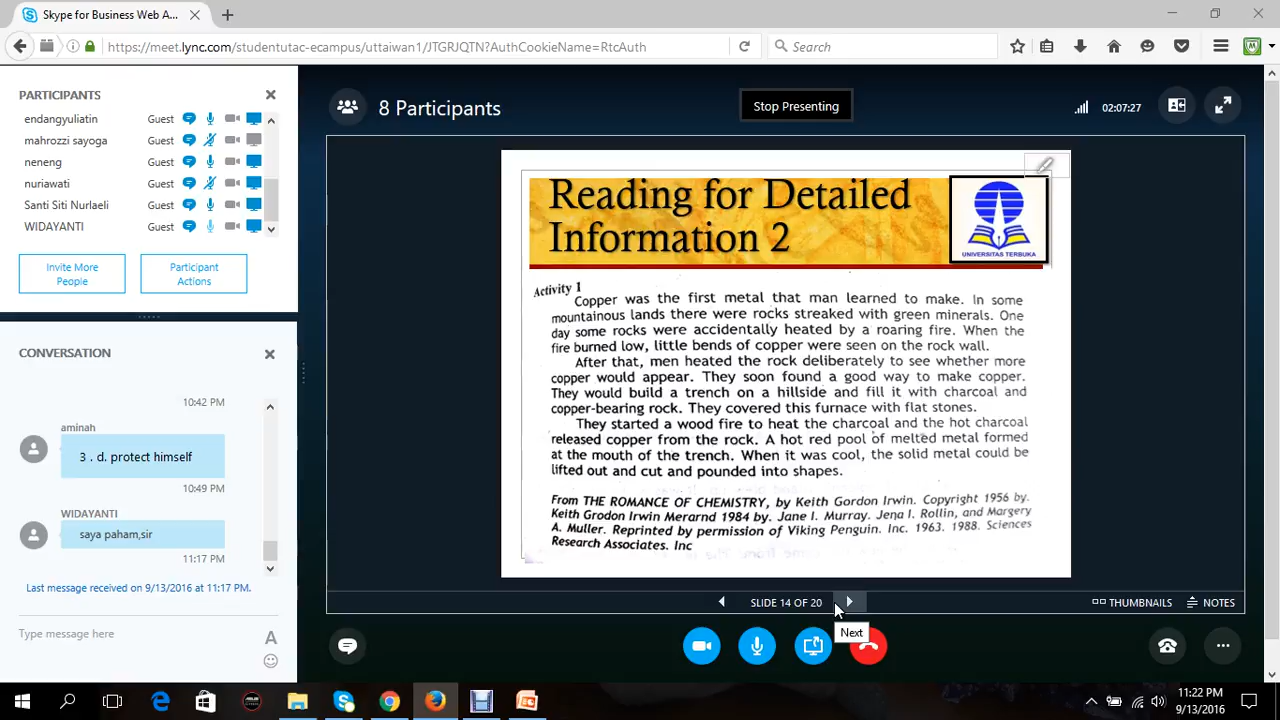 Skype for Business Web A...
https://meet.lync.com/studentutac-ecampus/uttaiwan1/JTGRJQTN?AuthCookieName=RtcAuth
Search
PARTICIPANTS
endangyuliatin Guest
mahrozzi sayoga Guest
neneng Guest
nuriawati Guest
Santi Siti Nurlaeli Guest
WIDAYANTI Guest
Invite More
People
Participant
Actions
CONVERSATION
10:42 PM
aminah
3 . d. protect himself
10:49 PM
WIDAYANTI
saya paham,sir
11:17 PM
Last message received on 9/13/2016 at 11:17 PM.
Type message here
A
8 Participants
Stop Presenting
02:07:27
Reading for Detailed
Information 2
UNIVERSITAS TERBUKA
Activity 1
Copper was the first metal that man learned to make. In some
mountainous lands there were rocks streaked with green minerals. One
day some rocks were accidentally heated by a roaring fire. When the
fire burned low, little bends of copper were seen on the rock wall.
After that, men heated the rock deliberately to see whether more
copper would appear. They soon found a good way to make copper.
They would build a trench on a hillside and fill it with charcoal and
copper-bearing rock. They covered this furnace with flat stones.
They started a wood fire to heat the charcoal and the hot charcoal
released copper from the rock. A hot red pool of melted metal formed
at the mouth of the trench. When it was cool, the solid metal could be
lifted out and cut and pounded into shapes.
From THE ROMANCE OF CHEMISTRY, by Keith Gordon Irwin. Copyright 1956 by.
Keith Grodon Irwin Merarnd 1984 by. Jane I. Murray. Jena I. Rollin, and Margery
A. Muller. Reprinted by permission of Viking Penguin. Inc. 1963. 1988. Sciences
Research Associates. Inc
SLIDE 14 OF 20
THUMBNAILS
NOTES
Next
11:22 PM
9/13/2016